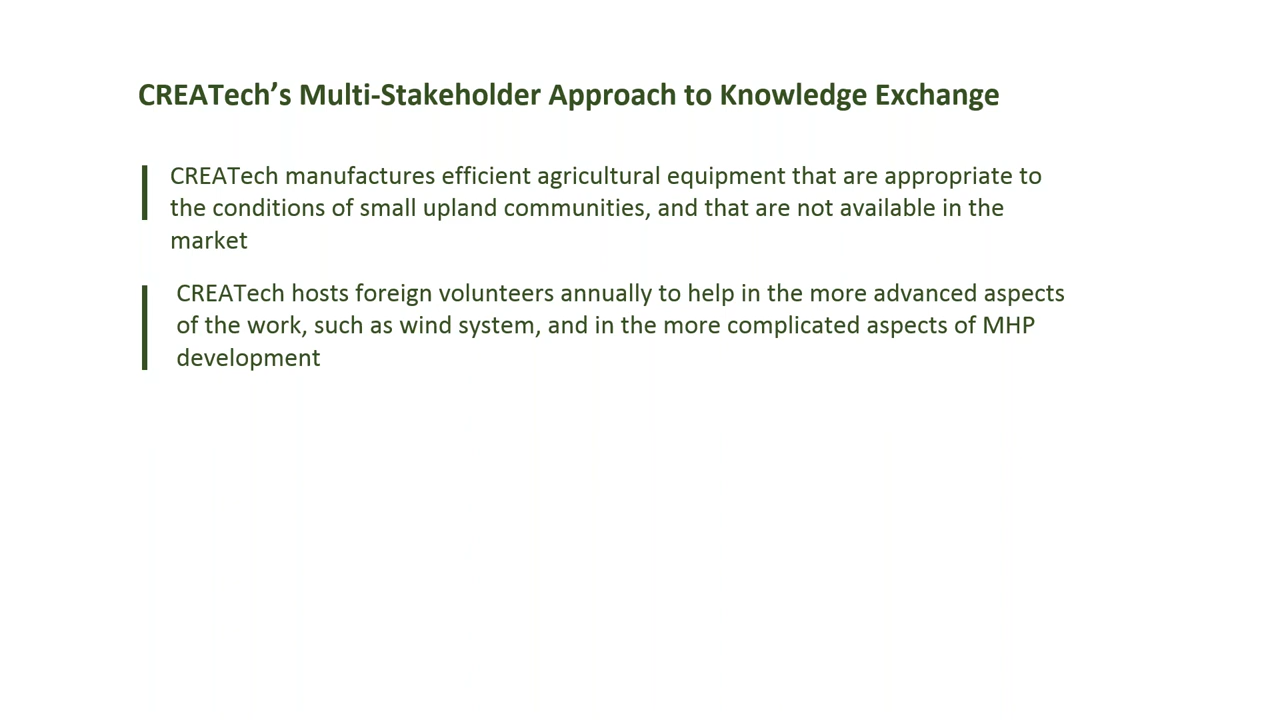 CREATech’s Multi-Stakeholder Approach to Knowledge Exchange
CREATech manufactures efficient agricultural equipment that are appropriate to
the conditions of small upland communities, and that are not available in the
market
CREATech hosts foreign volunteers annually to help in the more advanced aspects
of the work, such as wind system, and in the more complicated aspects of MHP
development